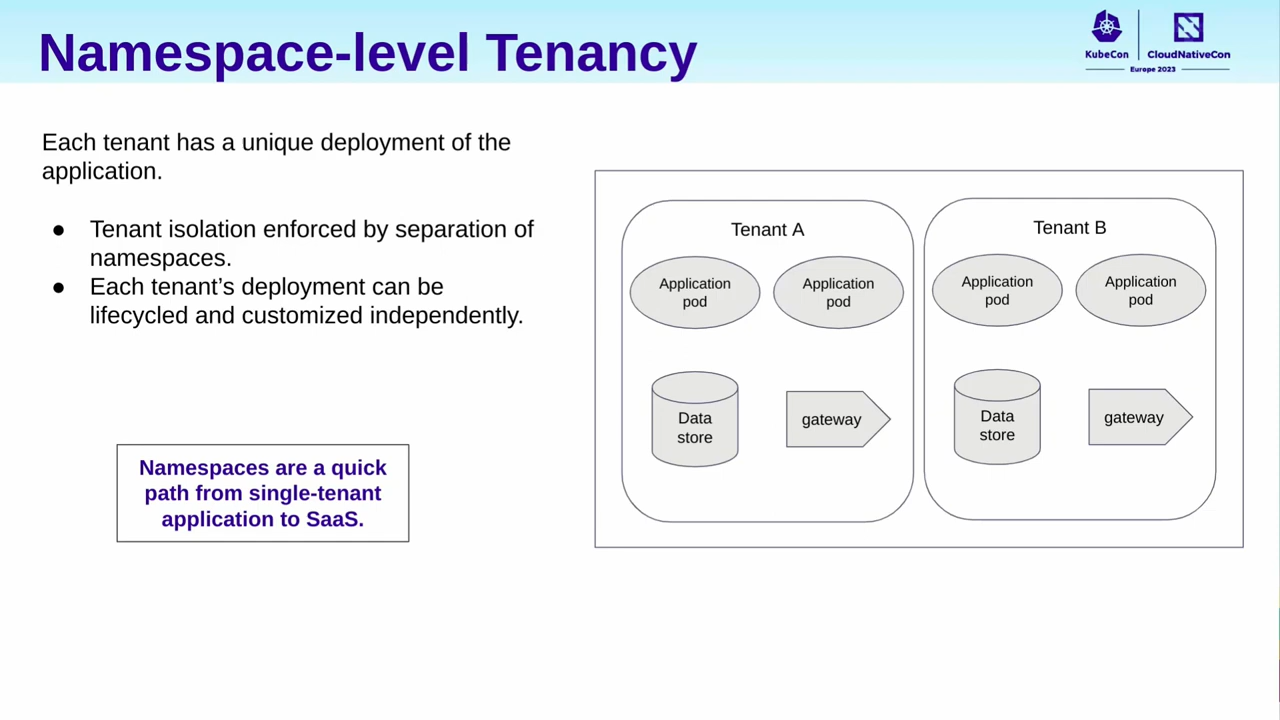 Namespace-level Tenancy
KubeCon
CloudNativeCon
Europe 2023
Each tenant has a unique deployment of the
application.
● Tenant isolation enforced by separation of
namespaces.
● Each tenant’s deployment can be
lifecycled and customized independently.
Namespaces are a quick
path from single-tenant
application to SaaS.
Tenant A
Application
pod
Application
pod
Data
store
gateway
Tenant B
Application
pod
Application
pod
Data
store
gateway